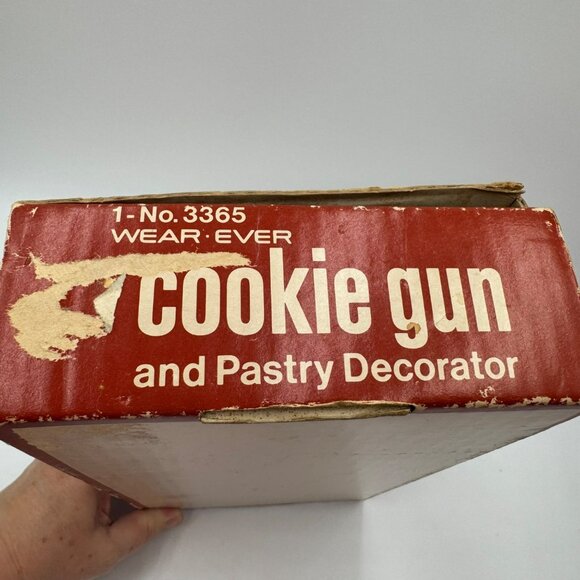 1-No. 3365
WEAR·EVER
cookie gun
and Pastry Decorator